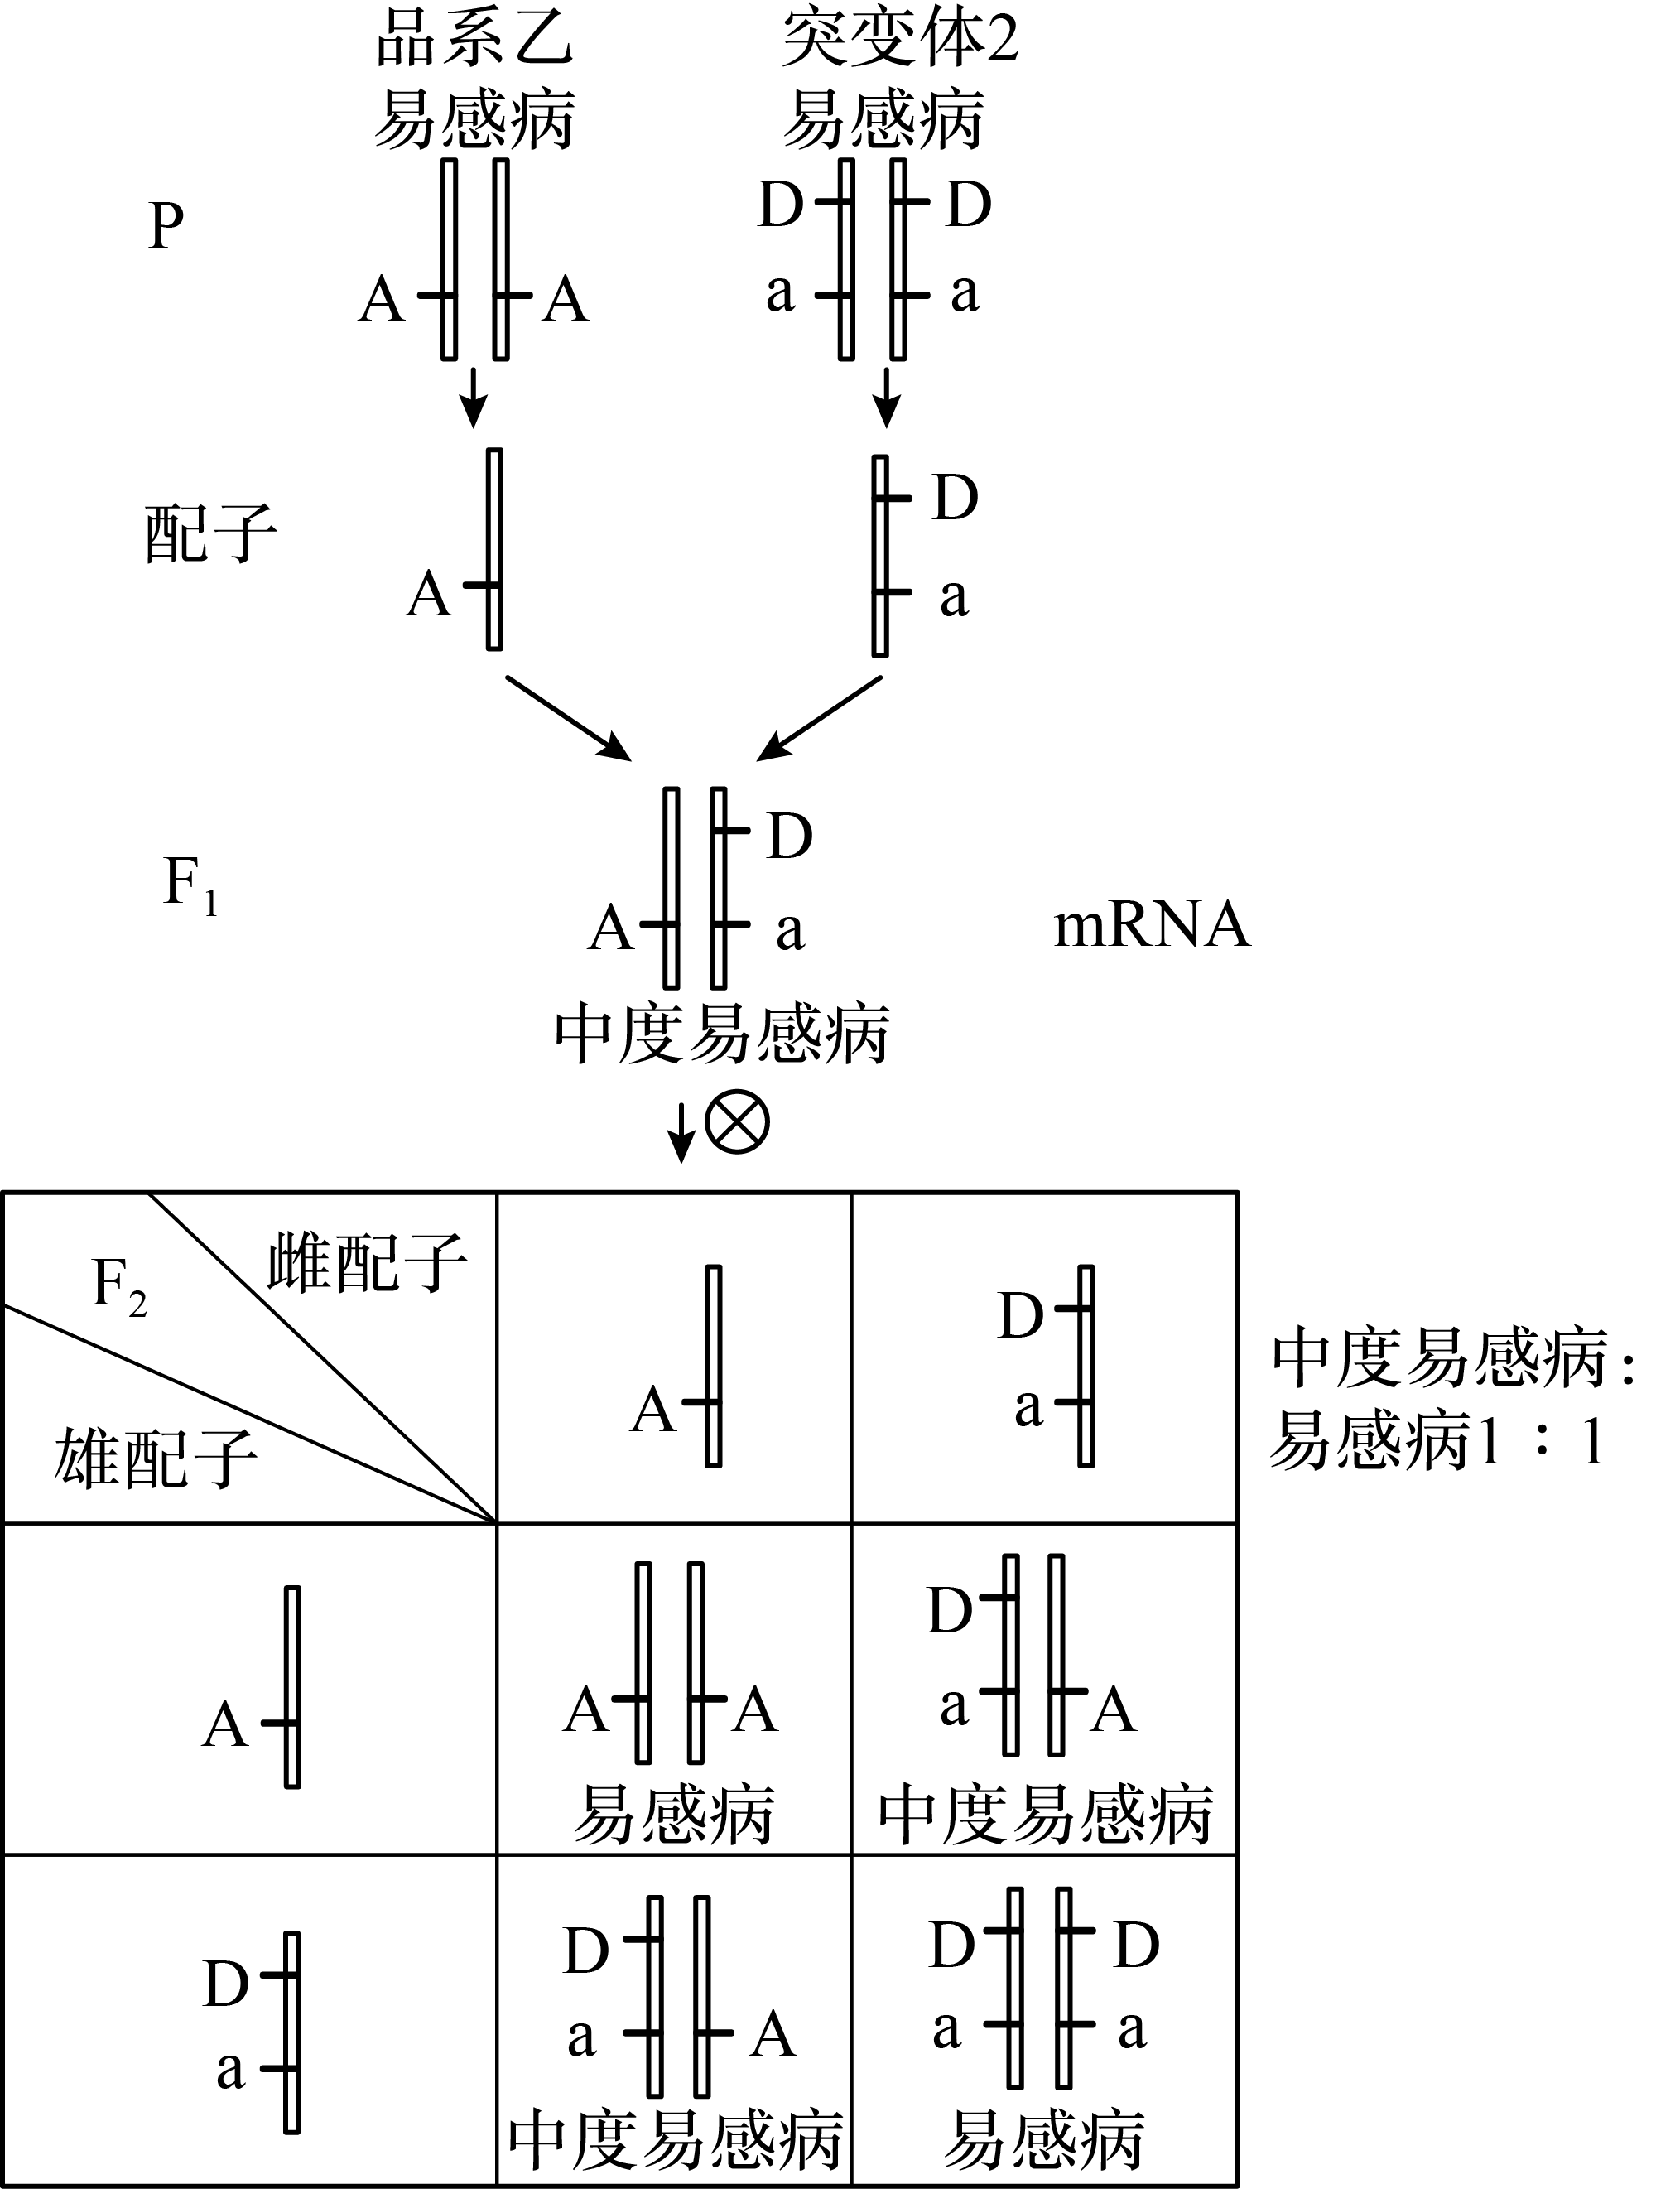 品系乙 突变体2
易感病 易感病
P
D D
A A a a
配子
D
A a
F₁
D
A a
mRNA
中度易感病
F₂ 雌配子
雄配子
A
D
a
中度易感病：
易感病1：1
A
A A
易感病
D
a A
中度易感病
D
a
D
a A
中度易感病
D D
a a
易感病